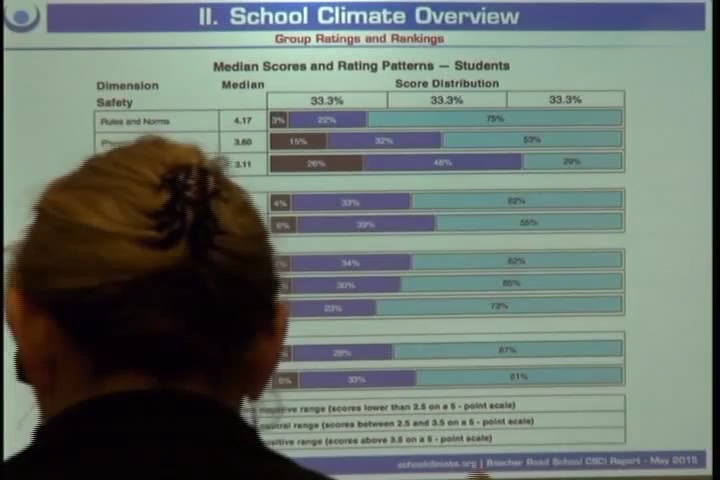 II. School Climate Overview
Group Ratings and Rankings
Median Scores and Rating Patterns — Students
Dimension Median Score Distribution
Safety 33.3% 33.3% 33.3%
Rules and Norms 4.17 3% 22% 75%
3.60 15% 32% 53%
3.11 26% 46% 29%
4% 33% 62%
6% 39% 55%
34% 62%
30% 65%
23% 73%
28% 67%
6% 33% 61%
negative range (scores lower than 2.5 on a 5 - point scale)
neutral range (scores between 2.5 and 3.5 on a 5 - point scale)
positive range (scores above 3.5 on a 5 - point scale)
schoolclimate.org | Beecher Road School CSCI Report - May 2015